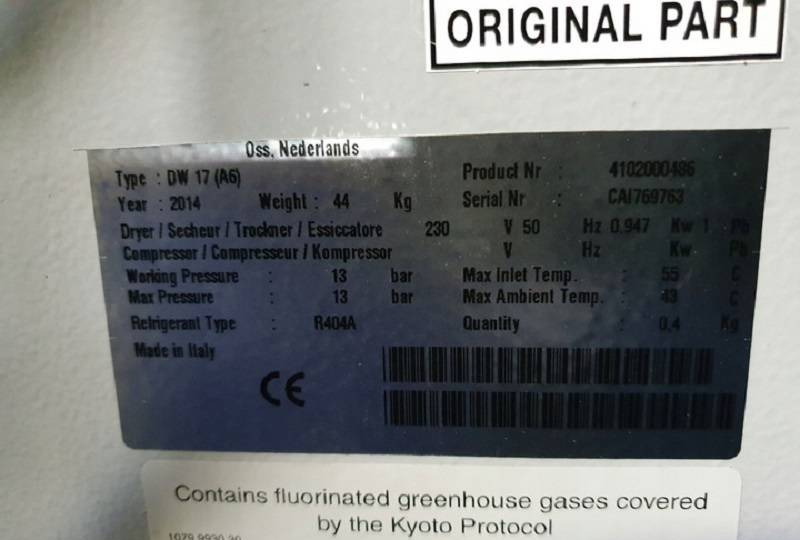 ORIGINAL PART
Oss, Nederlands
Type : DW 17 (A6) Product Nr : 4102000486
Year : 2014 Weight : 44 Kg Serial Nr : CAI769763
Dryer / Secheur / Trockner / Essiccatore 230 V 50 Hz 0.947 Kw 1 Ph
Compressor / Compresseur / Kompressor V Hz Kw Ph
Working Pressure : 13 bar Max Inlet Temp. : 55 C
Max Pressure : 13 bar Max Ambient Temp. : 43 C
Refrigerant Type : R404A Quantity : 0.4 Kg
Made in Italy
CE
Contains fluorinated greenhouse gases covered
by the Kyoto Protocol